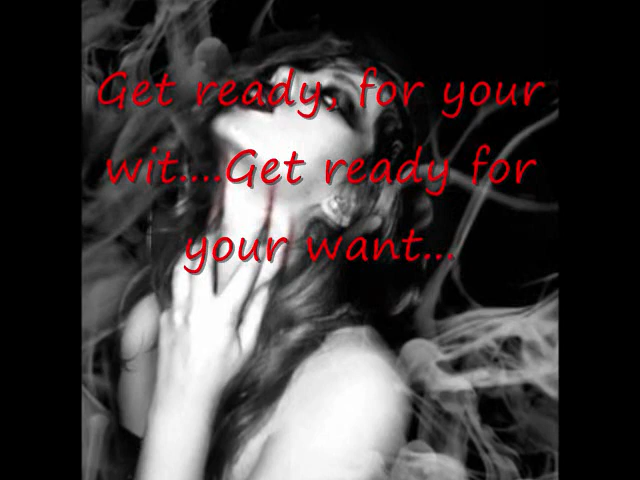 Get ready, for your
wit....Get ready for
your want...